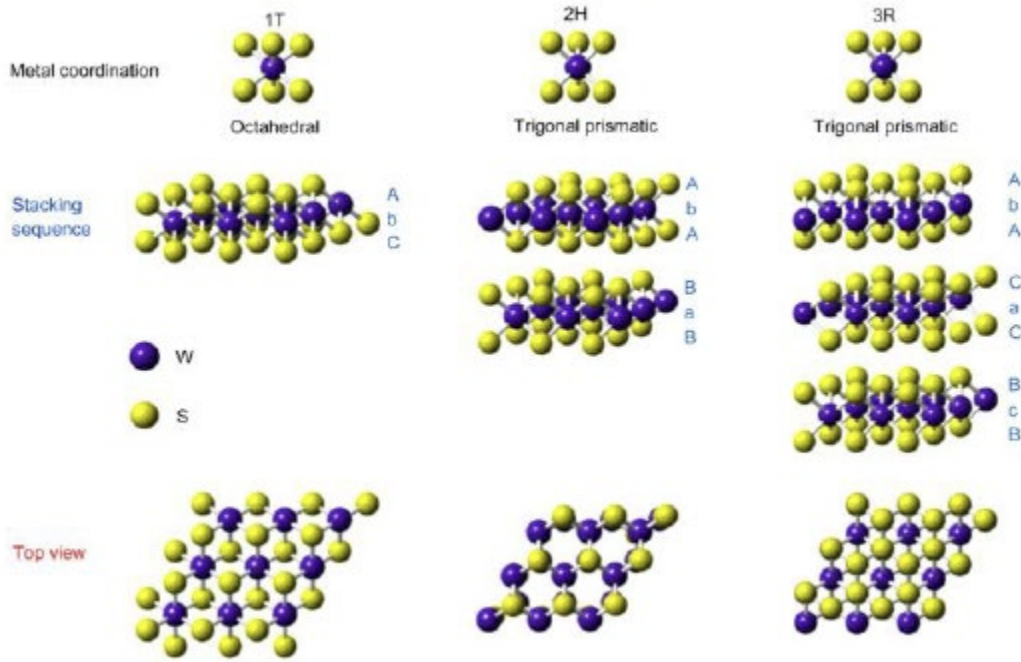 1T
2H
3R
Metal coordination
Octahedral
Trigonal prismatic
Trigonal prismatic
Stacking
sequence
A
b
C
A
b
A
B
a
B
A
b
A
C
a
C
B
c
B
W
S
Top view